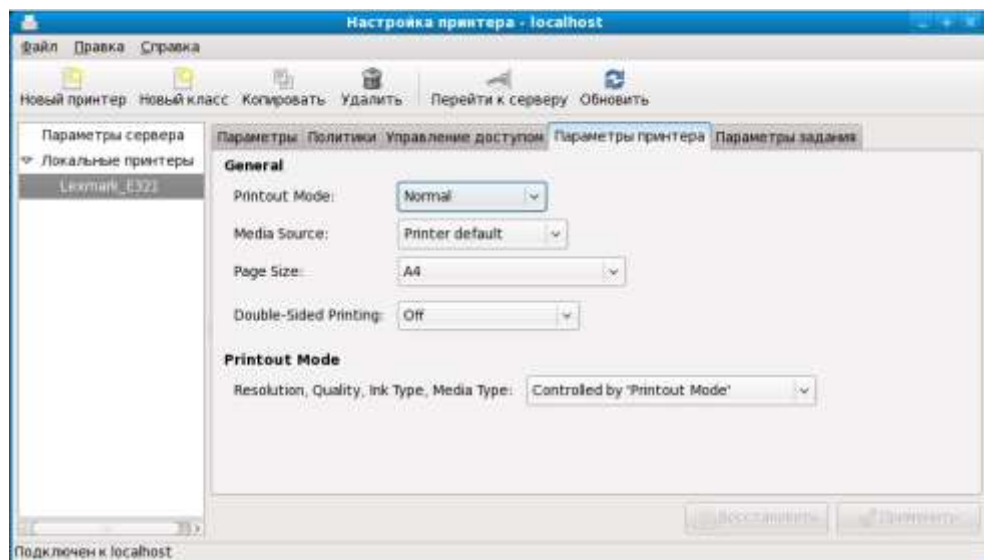 Настройка принтера - localhost
Файл Правка Справка
Новый принтер Новый класс Копировать Удалить Перейти к серверу Обновить
Параметры сервера
Локальные принтеры
Lexmark_E321
Параметры Политики Управление доступом Параметры принтера Параметры задания
General
Printout Mode: Normal
Media Source: Printer default
Page Size: A4
Double-Sided Printing: Off
Printout Mode
Resolution, Quality, Ink Type, Media Type: Controlled by "Printout Mode"
Восстановить Применить
Подключен к localhost